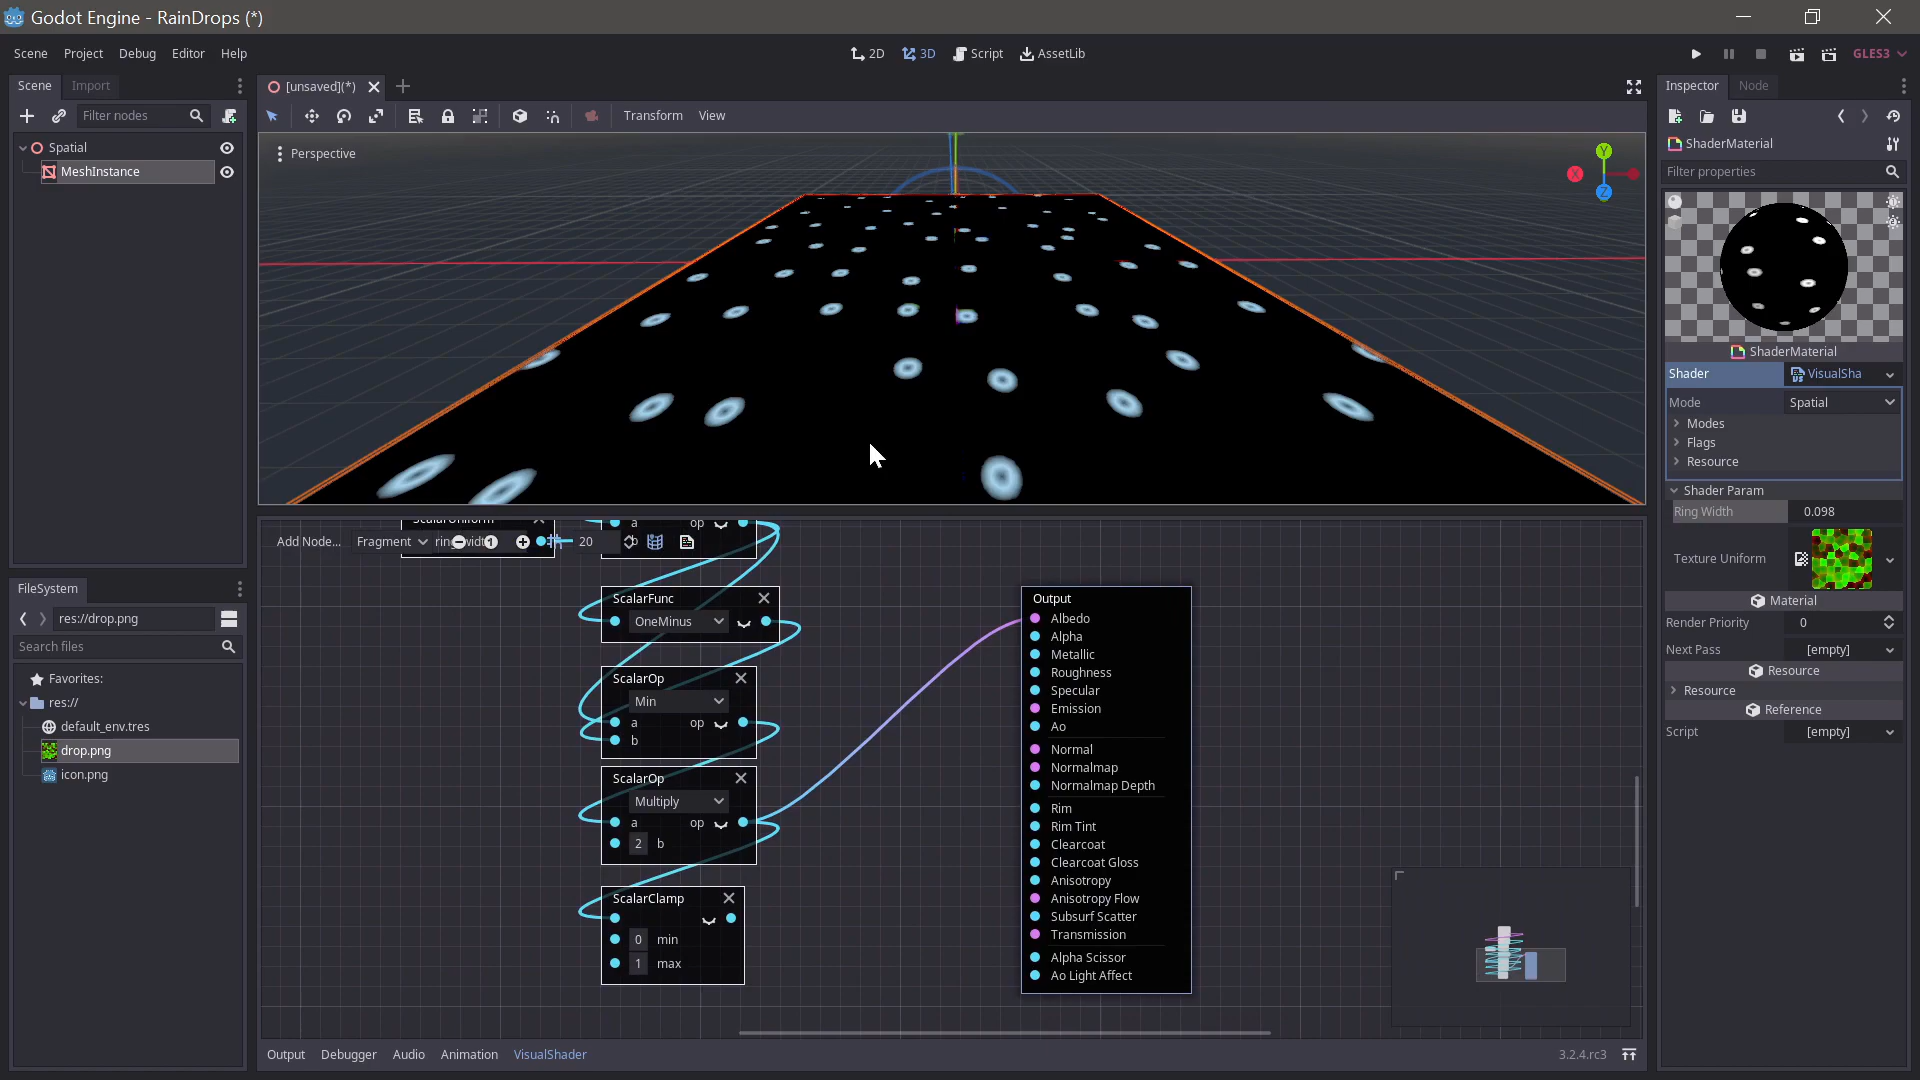 Godot Engine - RainDrops (*)
Scene Project Debug Editor Help
2D 3D Script AssetLib
GLES3
Scene Import
Filter nodes
Spatial
MeshInstance
FileSystem
res://drop.png
Search files
Favorites:
res://
default_env.tres
drop.png
icon.png
[unsaved](*)
Transform View
Perspective
Y
X
Z
Add Node... Fragment 20
ScalarUniform
a op
b
ScalarFunc
OneMinus
ScalarOp
Min
a op
b
ScalarOp
Multiply
a op
2 b
ScalarClamp
0 min
1 max
Output
Albedo
Alpha
Metallic
Roughness
Specular
Emission
Ao
Normal
Normalmap
Normalmap Depth
Rim
Rim Tint
Clearcoat
Clearcoat Gloss
Anisotropy
Anisotropy Flow
Subsurf Scatter
Transmission
Alpha Scissor
Ao Light Affect
Output Debugger Audio Animation VisualShader
3.2.4.rc3
Inspector Node
ShaderMaterial
Filter properties
ShaderMaterial
Shader VisualSha
Mode Spatial
Modes
Flags
Resource
Shader Param
Ring Width 0.098
Texture Uniform
Material
Render Priority 0
Next Pass [empty]
Resource
Resource
Reference
Script [empty]